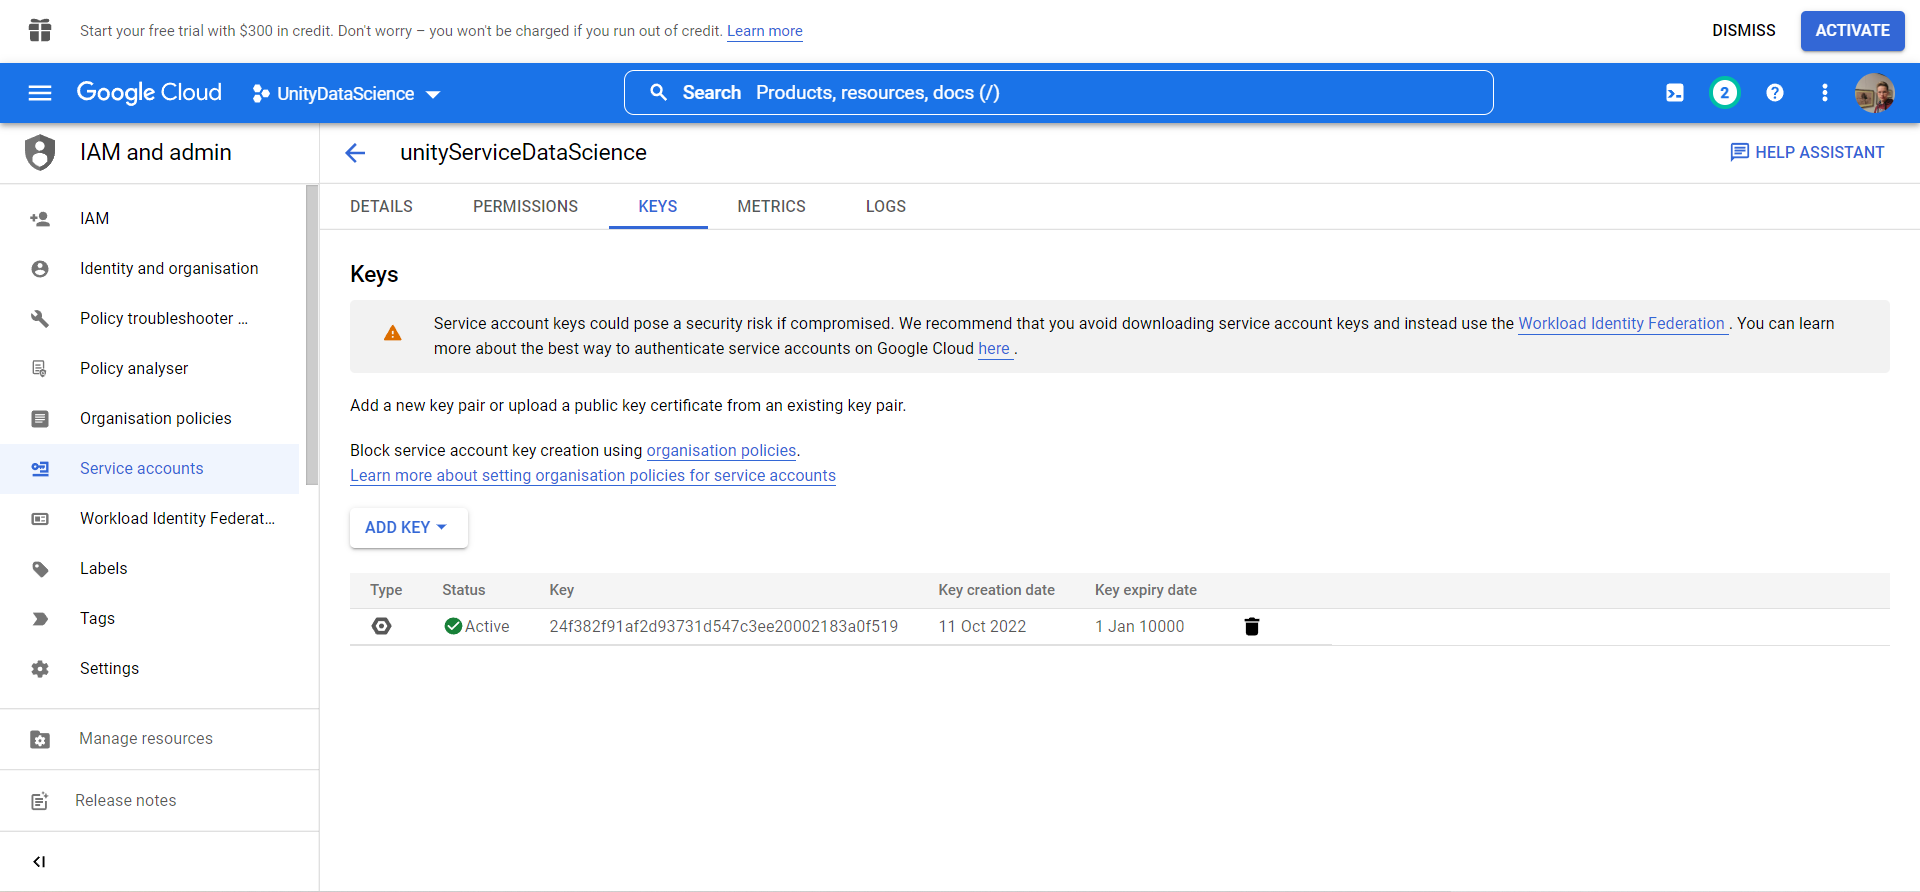 Start your free trial with $300 in credit. Don't worry – you won't be charged if you run out of credit. Learn more
DISMISS
ACTIVATE
Google Cloud
UnityDataScience
Search Products, resources, docs (/)
2
IAM and admin
unityServiceDataScience
HELP ASSISTANT
IAM
Identity and organisation
Policy troubleshooter ...
Policy analyser
Organisation policies
Service accounts
Workload Identity Federat...
Labels
Tags
Settings
Manage resources
Release notes
DETAILS
PERMISSIONS
KEYS
METRICS
LOGS
Keys
Service account keys could pose a security risk if compromised. We recommend that you avoid downloading service account keys and instead use the Workload Identity Federation . You can learn
more about the best way to authenticate service accounts on Google Cloud here .
Add a new key pair or upload a public key certificate from an existing key pair.
Block service account key creation using organisation policies.
Learn more about setting organisation policies for service accounts
ADD KEY
Type Status Key Key creation date Key expiry date
Active 24f382f91af2d93731d547c3ee20002183a0f519 11 Oct 2022 1 Jan 10000